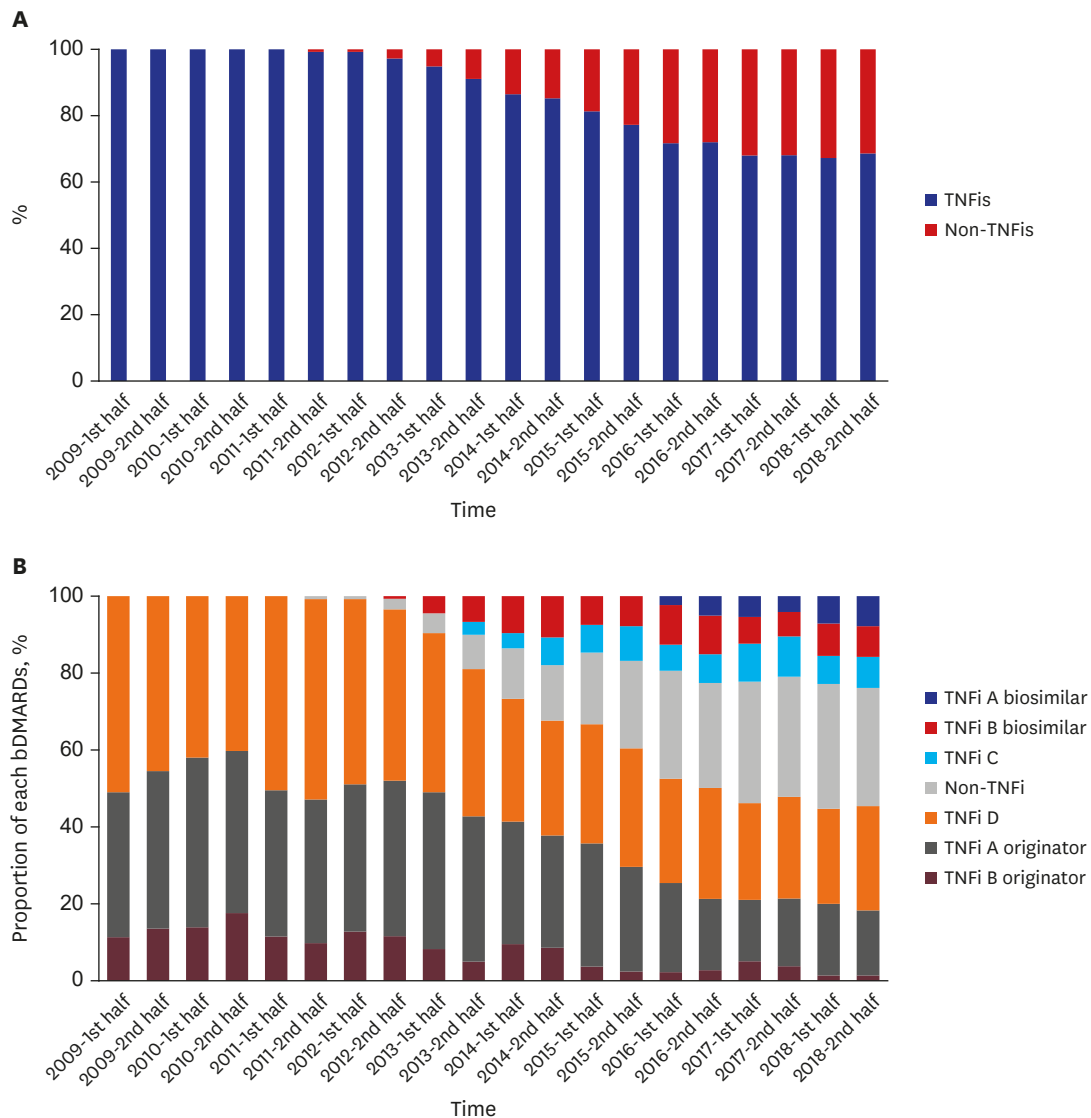 A
100
80
60
40
20
0
%
2009-1st half
2009-2nd half
2010-1st half
2010-2nd half
2011-1st half
2011-2nd half
2012-1st half
2012-2nd half
2013-1st half
2013-2nd half
2014-1st half
2014-2nd half
2015-1st half
2015-2nd half
2016-1st half
2016-2nd half
2017-1st half
2017-2nd half
2018-1st half
2018-2nd half
Time
TNFis
Non-TNFis
B
100
80
60
40
20
0
Proportion of each bDMARDs, %
2009-1st half
2009-2nd half
2010-1st half
2010-2nd half
2011-1st half
2011-2nd half
2012-1st half
2012-2nd half
2013-1st half
2013-2nd half
2014-1st half
2014-2nd half
2015-1st half
2015-2nd half
2016-1st half
2016-2nd half
2017-1st half
2017-2nd half
2018-1st half
2018-2nd half
Time
TNFi A biosimilar
TNFi B biosimilar
TNFi C
Non-TNFi
TNFi D
TNFi A originator
TNFi B originator